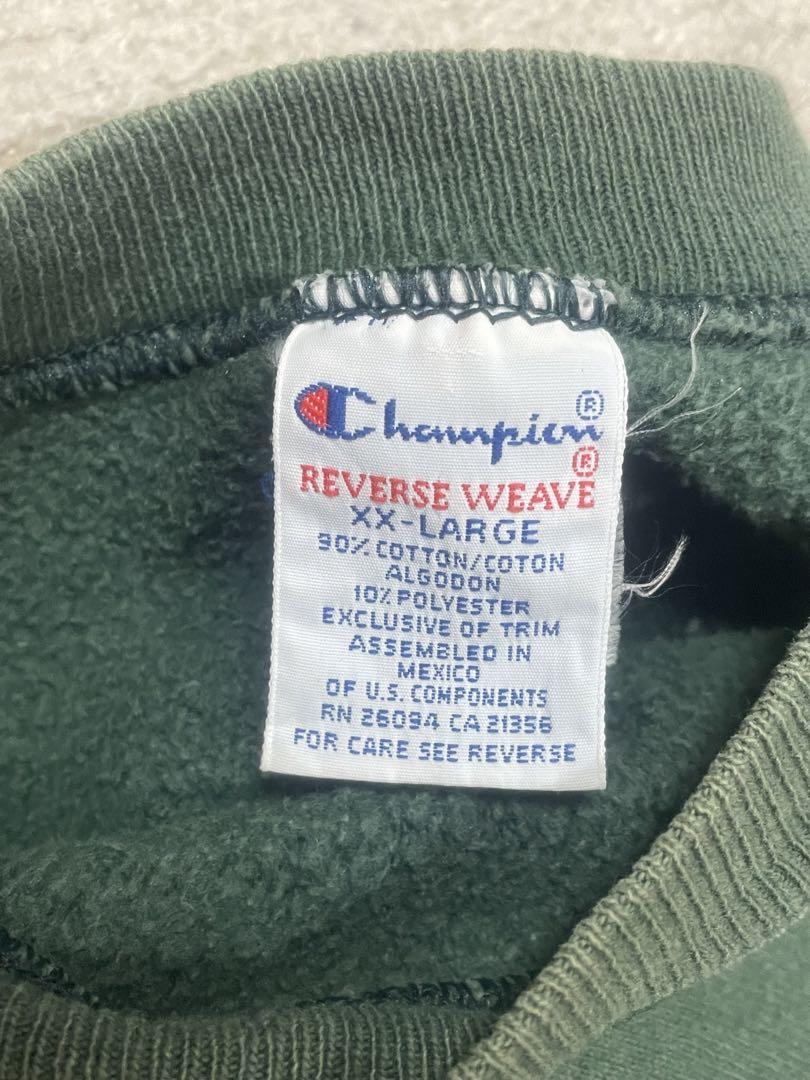 Champion®
REVERSE WEAVE®
XX-LARGE
90% COTTON/COTON
ALGODON
10% POLYESTER
EXCLUSIVE OF TRIM
ASSEMBLED IN
MEXICO
OF U.S. COMPONENTS
RN 26094 CA 21356
FOR CARE SEE REVERSE